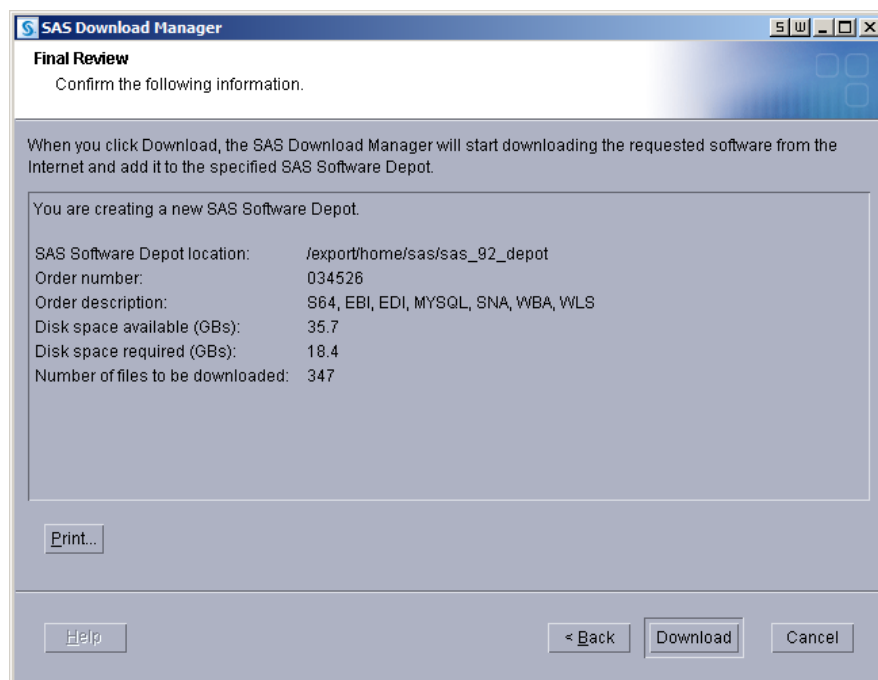 SAS Download Manager
Final Review
Confirm the following information.
When you click Download, the SAS Download Manager will start downloading the requested software from the
Internet and add it to the specified SAS Software Depot.
You are creating a new SAS Software Depot.
SAS Software Depot location: /export/home/sas/sas_92_depot
Order number: 034526
Order description: S64, EBI, EDI, MYSQL, SNA, WBA, WLS
Disk space available (GBs): 35.7
Disk space required (GBs): 18.4
Number of files to be downloaded: 347
Print...
Help < Back Download Cancel